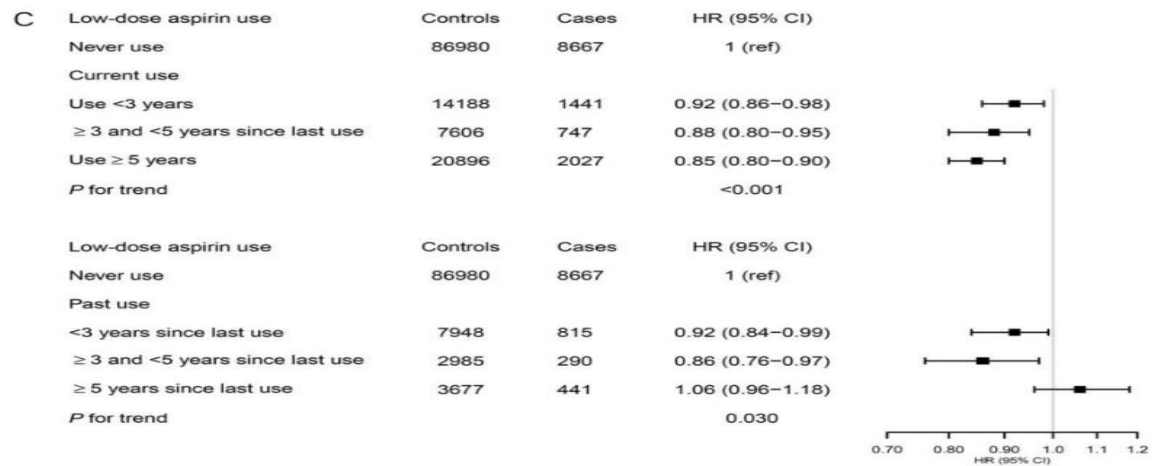 C Low-dose aspirin use Controls Cases HR (95% CI)
Never use 86980 8667 1 (ref)
Current use
Use <3 years 14188 1441 0.92 (0.86−0.98)
≥ 3 and <5 years since last use 7606 747 0.88 (0.80−0.95)
Use ≥ 5 years 20896 2027 0.85 (0.80−0.90)
P for trend <0.001
Low-dose aspirin use Controls Cases HR (95% CI)
Never use 86980 8667 1 (ref)
Past use
<3 years since last use 7948 815 0.92 (0.84−0.99)
≥ 3 and <5 years since last use 2985 290 0.86 (0.76−0.97)
≥ 5 years since last use 3677 441 1.06 (0.96−1.18)
P for trend 0.030
0.70 0.80 0.90 1.0 1.1 1.2
HR (95% CI)